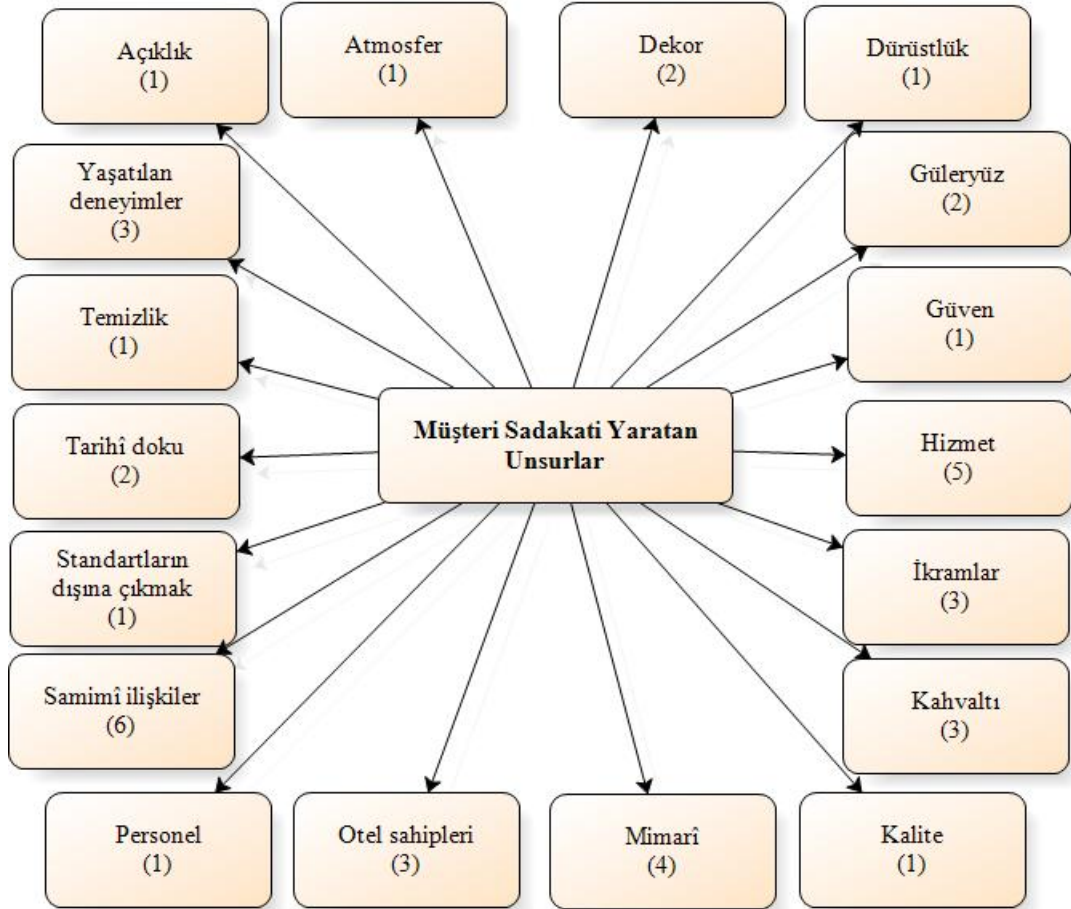 Açıklık
(1)
Atmosfer
(1)
Dekor
(2)
Dürüstlük
(1)
Yaşatılan
deneyimler
(3)
Güleryüz
(2)
Temizlik
(1)
Güven
(1)
Müşteri Sadakati Yaratan
Unsurlar
Tarihî doku
(2)
Hizmet
(5)
Standartların
dışına çıkmak
(1)
İkramlar
(3)
Samimî ilişkiler
(6)
Kahvaltı
(3)
Personel
(1)
Otel sahipleri
(3)
Mimarî
(4)
Kalite
(1)